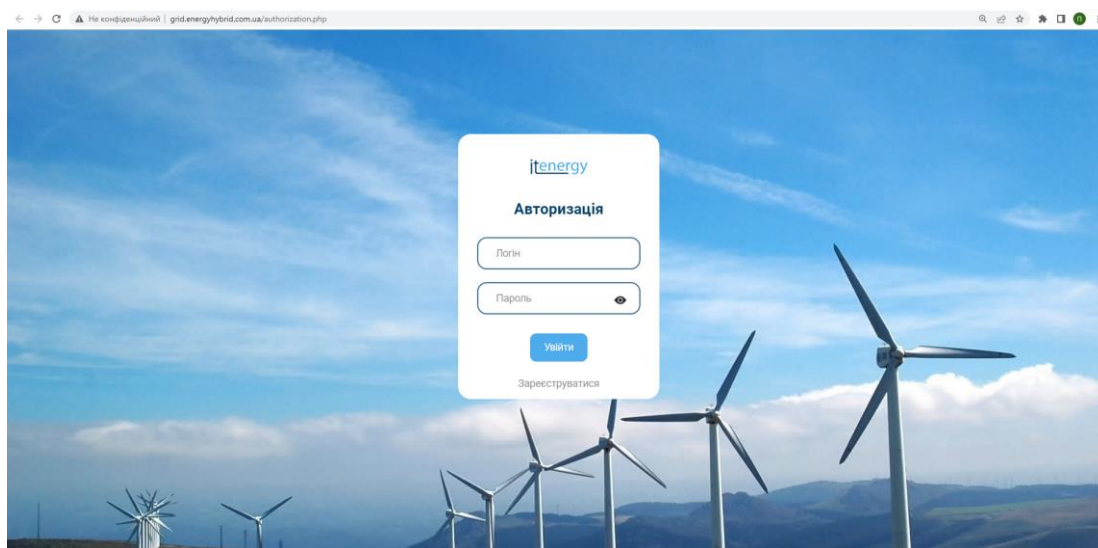 Не конфіденційний | grid.energyhybrid.com.ua/authorization.php
п
itenergy
Авторизація
Логін
Пароль
Увійти
Зареєструватися